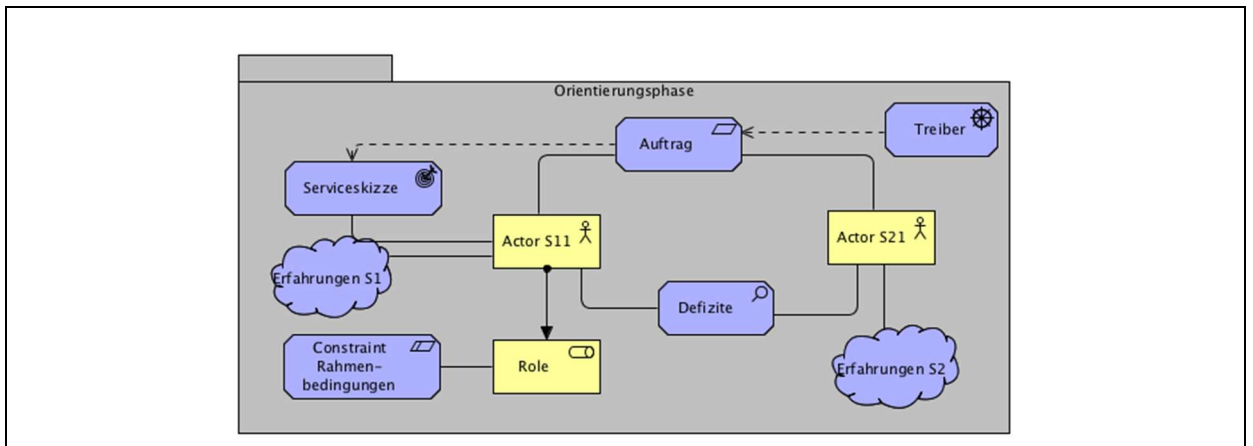 Orientierungsphase
Treiber
Auftrag
Serviceskizze
Actor S11
Actor S21
Erfahrungen S1
Defizite
Constraint
Rahmen-
bedingungen
Role
Erfahrungen S2